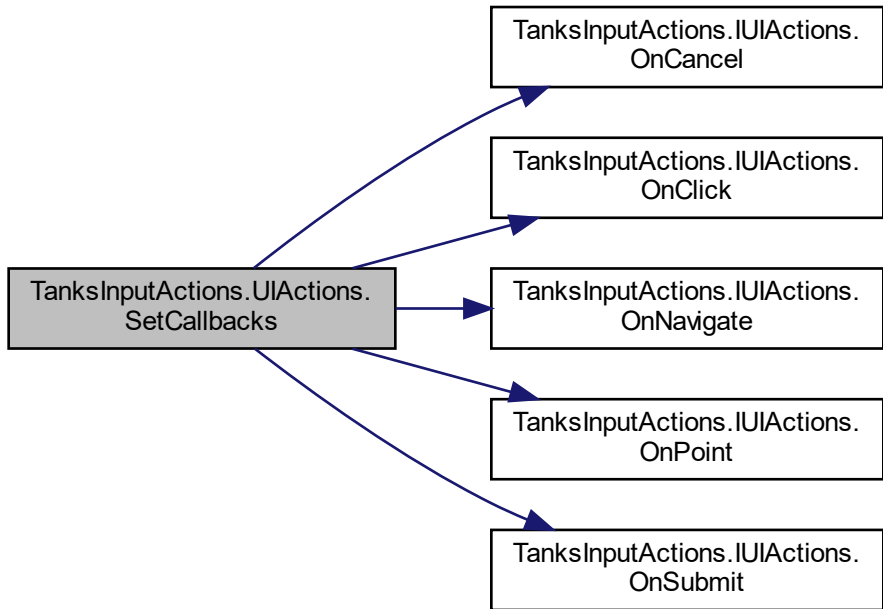 TanksInputActions.IUIActions.
OnCancel
TanksInputActions.IUIActions.
OnClick
TanksInputActions.UIActions.
SetCallbacks
TanksInputActions.IUIActions.
OnNavigate
TanksInputActions.IUIActions.
OnPoint
TanksInputActions.IUIActions.
OnSubmit